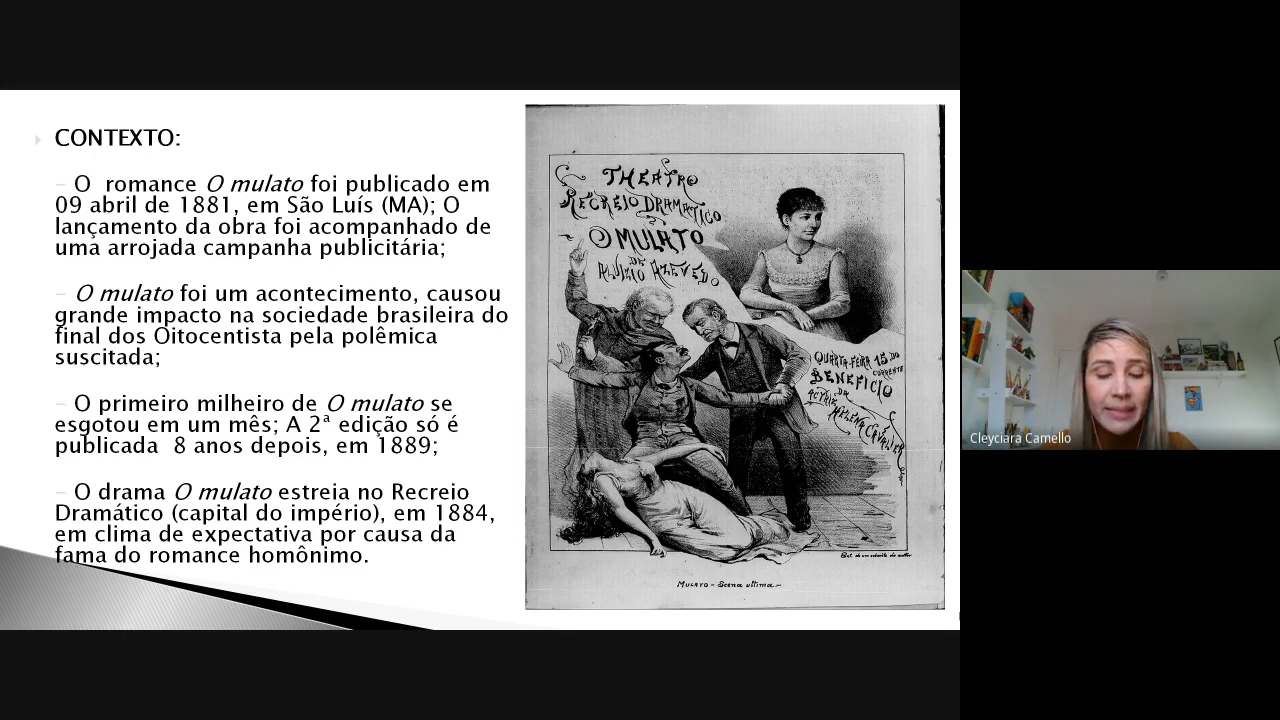 CONTEXTO:
– O romance O mulato foi publicado em
09 abril de 1881, em São Luís (MA); O
lançamento da obra foi acompanhado de
uma arrojada campanha publicitária;
– O mulato foi um acontecimento, causou
grande impacto na sociedade brasileira do
final dos Oitocentista pela polêmica
suscitada;
– O primeiro milheiro de O mulato se
esgotou em um mês; A 2ª edição só é
publicada 8 anos depois, em 1889;
– O drama O mulato estreia no Recreio
Dramático (capital do império), em 1884,
em clima de expectativa por causa da
fama do romance homônimo.
THEATRO
RECREIO DRAMATICO
O MULATO
DE
ALUIZIO AZEVEDO
QUARTA-FEIRA 15 DO
CORRENTE
BENEFICIO
DA
ACTRIZ
HELENA CAVALIER
MULATO – Scena ultima –
Cleyciara Camello